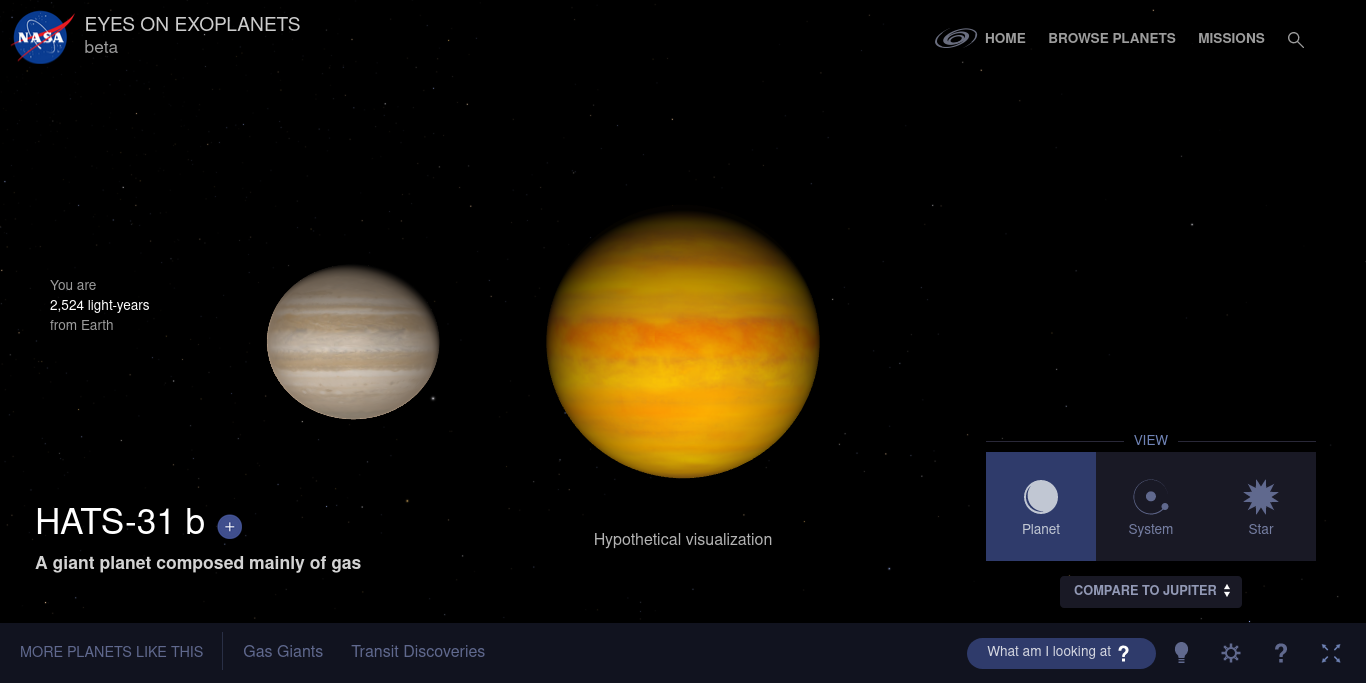 NASA
EYES ON EXOPLANETS
beta
HOME
BROWSE PLANETS
MISSIONS
You are
2,524 light-years
from Earth
VIEW
Planet
System
Star
HATS-31 b +
A giant planet composed mainly of gas
Hypothetical visualization
COMPARE TO JUPITER
MORE PLANETS LIKE THIS
Gas Giants
Transit Discoveries
What am I looking at ?
?